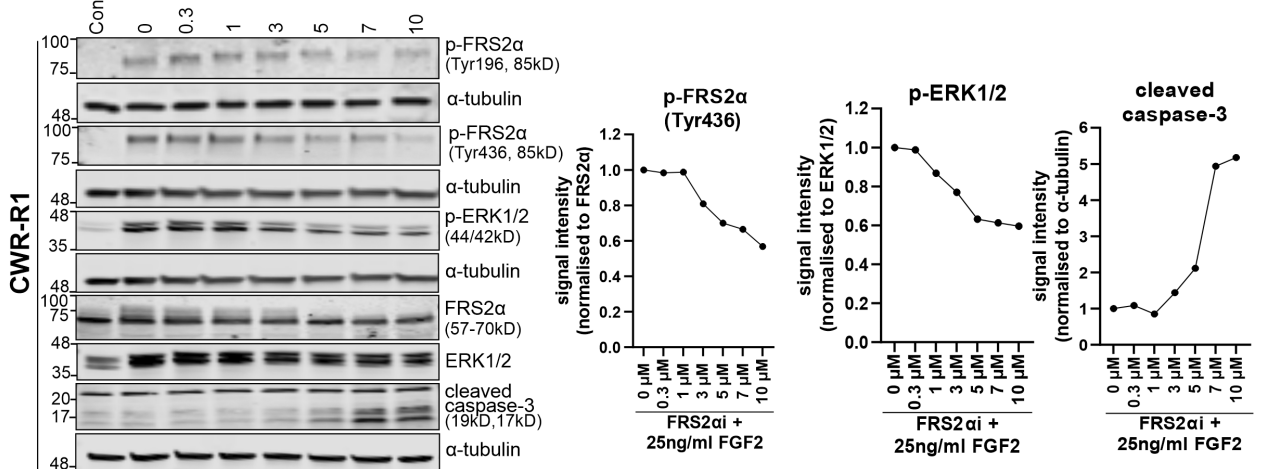 Con 0 0.3 1 3 5 7 10
CWR-R1
100
75
p-FRS2α
(Tyr196, 85kD)
48
α-tubulin
100
75
p-FRS2α
(Tyr436, 85kD)
48
α-tubulin
48
35
p-ERK1/2
(44/42kD)
48
α-tubulin
100
75
FRS2α
(57-70kD)
48
35
ERK1/2
20
17
cleaved
caspase-3
(19kD,17kD)
48
α-tubulin
p-FRS2α
(Tyr436)
signal intensity
(normalised to FRS2α)
1.2
1.0
0.8
0.6
0.4
0.2
0.0
0 µM
0.3 µM
1 µM
3 µM
5 µM
7 µM
10 µM
FRS2αi +
25ng/ml FGF2
p-ERK1/2
signal intensity
(normalised to ERK1/2)
1.2
1.0
0.8
0.6
0.4
0.2
0.0
0 µM
0.3 µM
1 µM
3 µM
5 µM
7 µM
10 µM
FRS2αi +
25ng/ml FGF2
cleaved
caspase-3
signal intensity
(normalised to α-tubulin)
6
5
4
3
2
1
0
0 µM
0.3 µM
1 µM
3 µM
5 µM
7 µM
10 µM
FRS2αi +
25ng/ml FGF2